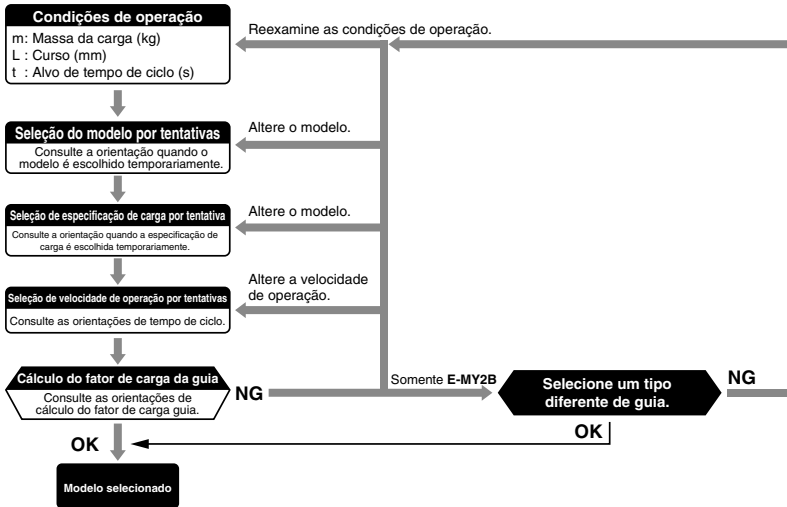 Condições de operação
m: Massa da carga (kg)
L : Curso (mm)
t : Alvo de tempo de ciclo (s)
Reexamine as condições de operação.
Seleção do modelo por tentativas
Consulte a orientação quando o
modelo é escolhido temporariamente.
Altere o modelo.
Seleção de especificação de carga por tentativa
Consulte a orientação quando a especificação de
carga é escolhida temporariamente.
Altere o modelo.
Seleção de velocidade de operação por tentativas
Consulte as orientações de tempo de ciclo.
Altere a velocidade
de operação.
Cálculo do fator de carga da guia
Consulte as orientações de
cálculo do fator de carga guia.
NG
Somente E-MY2B
Selecione um tipo
diferente de guia.
NG
OK
OK
Modelo selecionado